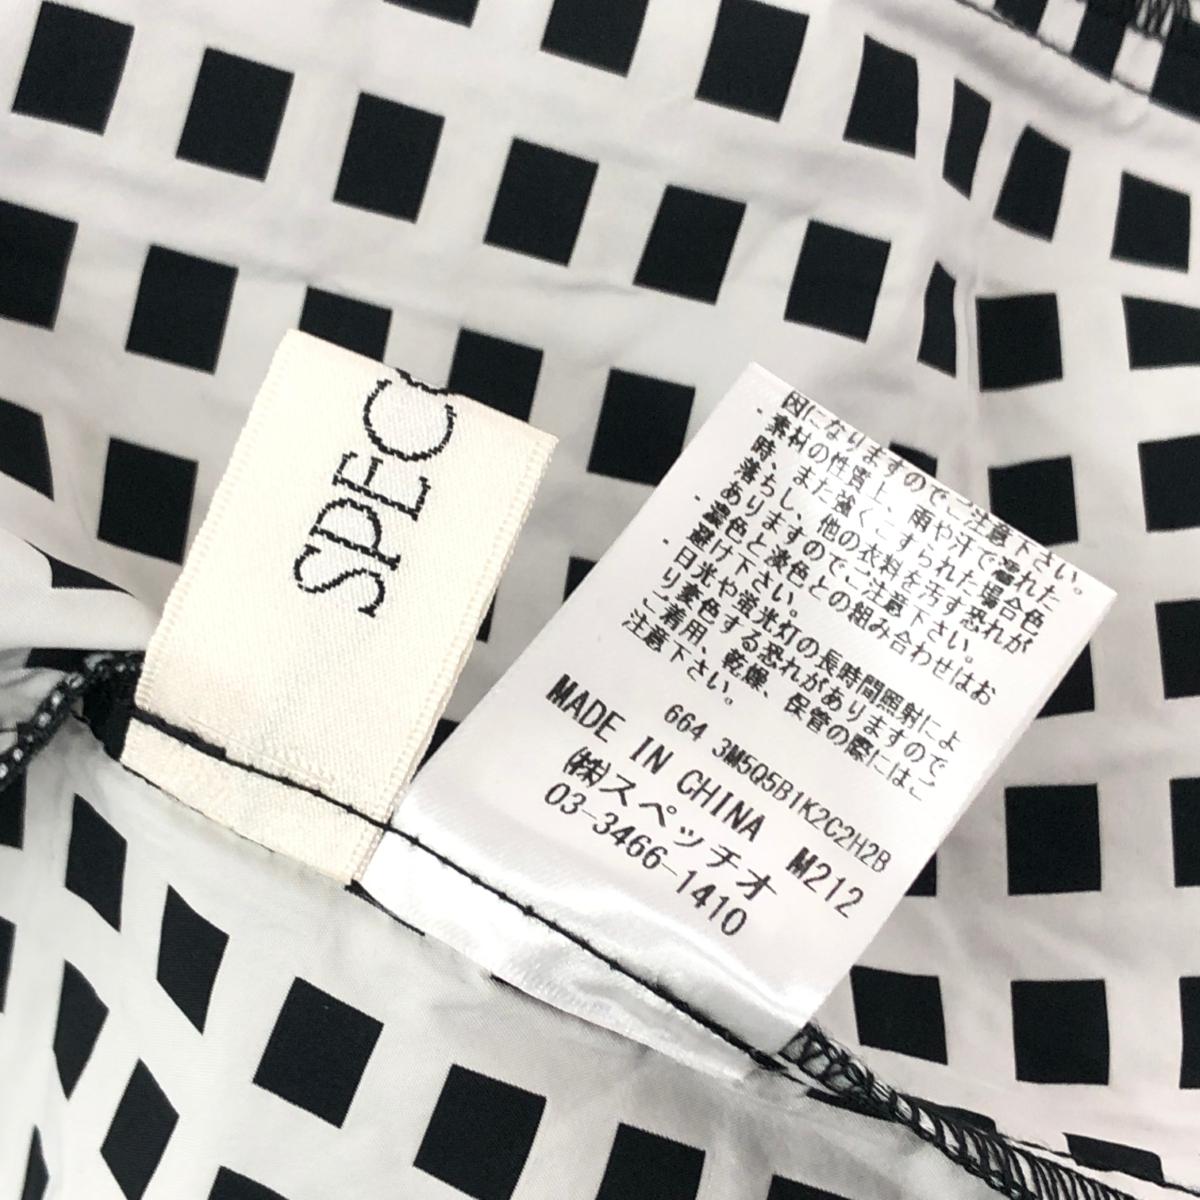 SPEC
因になりますのでご注意下さい。
・素材の性質上、雨や汗で濡れた
時、また強くこすられた場合色
落ちし、他の衣料を汚す恐れが
ありますのでご注意下さい。
・濃色と淡色との組み合わせはお
避け下さい。
・日光や蛍光灯の長時間照射によ
り変色する恐れがありますので
ご着用、乾燥、保管の際にはご
注意下さい。
664 3M5Q5B1K2C2H2B
MADE IN CHINA M212
(株)スペッチオ
03-3466-1410